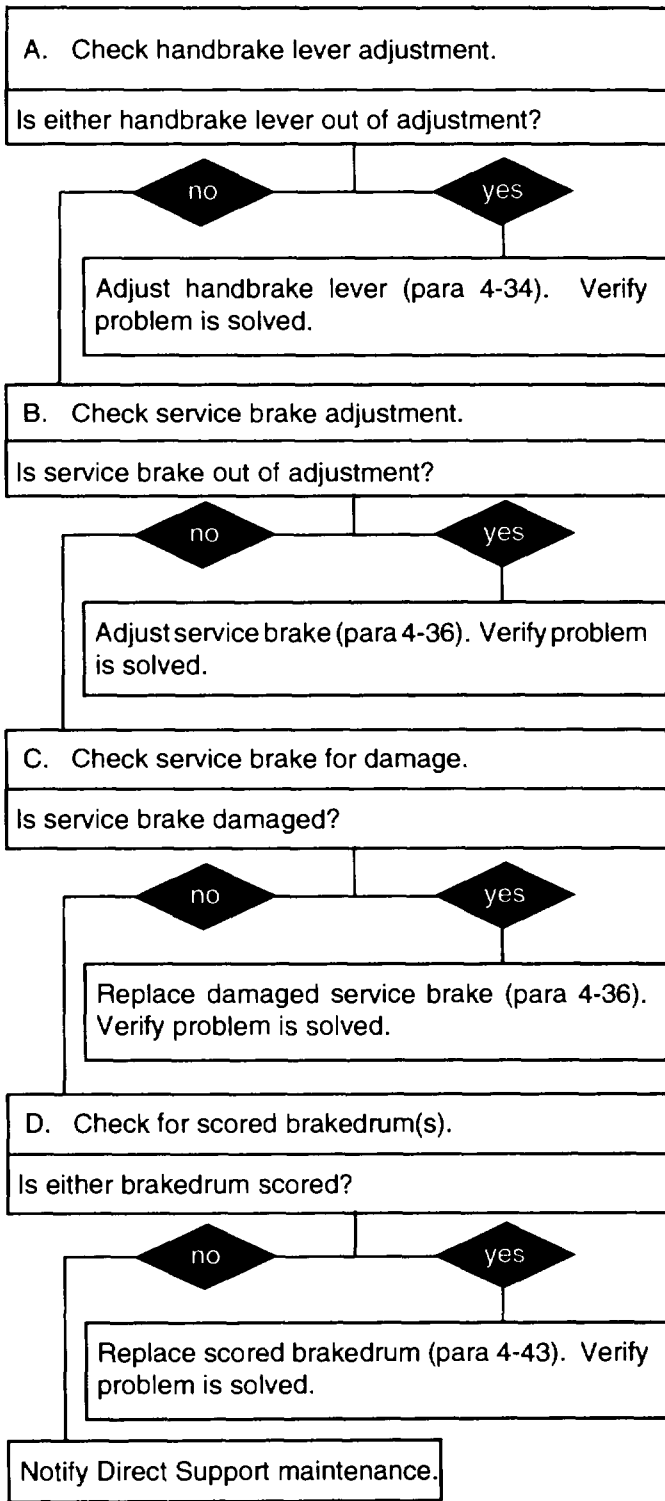 A. Check handbrake lever adjustment.
Is either handbrake lever out of adjustment?
no
yes
Adjust handbrake lever (para 4-34). Verify
problem is solved.
B. Check service brake adjustment.
Is service brake out of adjustment?
no
yes
Adjust service brake (para 4-36). Verify problem
is solved.
C. Check service brake for damage.
Is service brake damaged?
no
yes
Replace damaged service brake (para 4-36).
Verify problem is solved.
D. Check for scored brakedrum(s).
Is either brakedrum scored?
no
yes
Replace scored brakedrum (para 4-43). Verify
problem is solved.
Notify Direct Support maintenance.